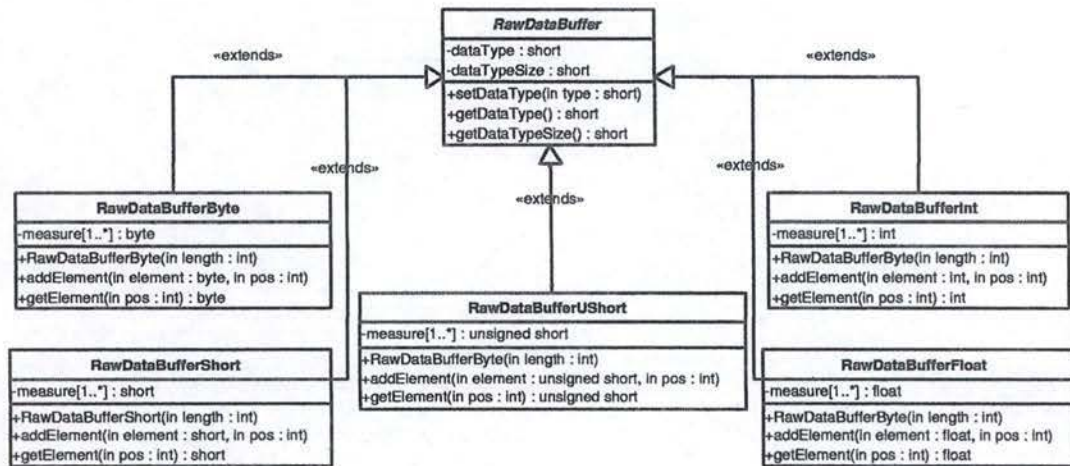 RawDataBuffer
-dataType : short
-dataTypeSize : short
+setDataType(in type : short)
+getDataType() : short
+getDataTypeSize() : short
«extends»
«extends»
«extends»
«extends»
«extends»
RawDataBufferByte
-measure[1..*] : byte
+RawDataBufferByte(in length : int)
+addElement(in element : byte, in pos : int)
+getElement(in pos : int) : byte
RawDataBufferInt
-measure[1..*] : int
+RawDataBufferByte(in length : int)
+addElement(in element : int, in pos : int)
+getElement(in pos : int) : int
RawDataBufferUShort
-measure[1..*] : unsigned short
+RawDataBufferByte(in length : int)
+addElement(in element : unsigned short, in pos : int)
+getElement(in pos : int) : unsigned short
RawDataBufferShort
-measure[1..*] : short
+RawDataBufferShort(in length : int)
+addElement(in element : short, in pos : int)
+getElement(in pos : int) : short
RawDataBufferFloat
-measure[1..*] : float
+RawDataBufferByte(in length : int)
+addElement(in element : float, in pos : int)
+getElement(in pos : int) : float